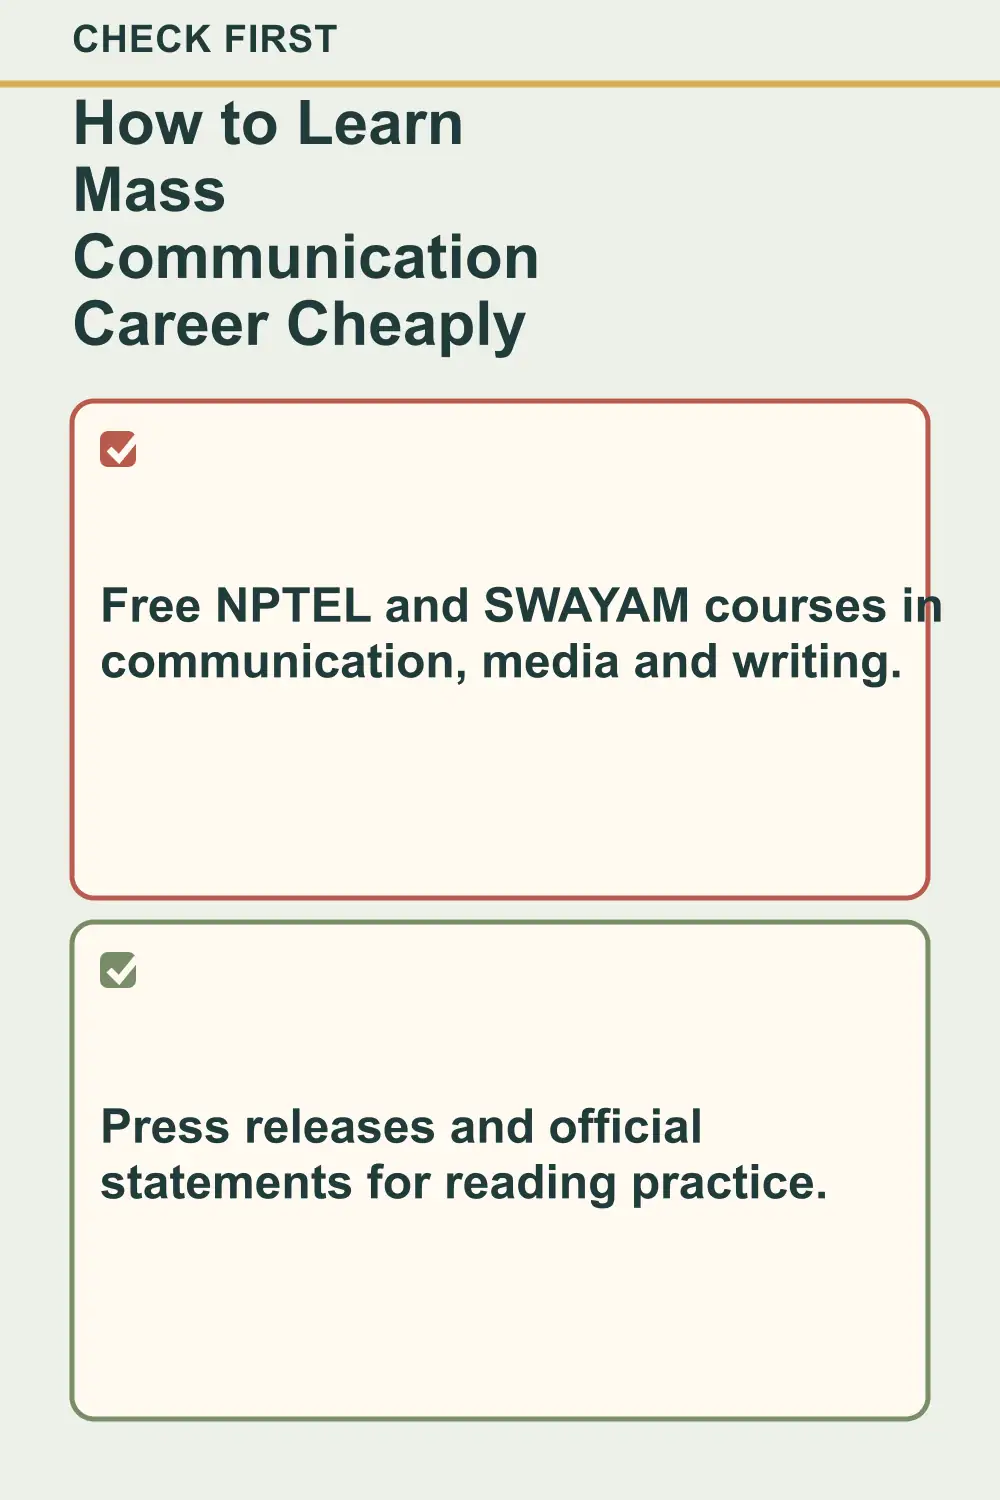 CHECK FIRST
How to Learn
Mass
Communication
Career Cheaply
Free NPTEL and SWAYAM courses in
communication, media and writing.
Press releases and official
statements for reading practice.